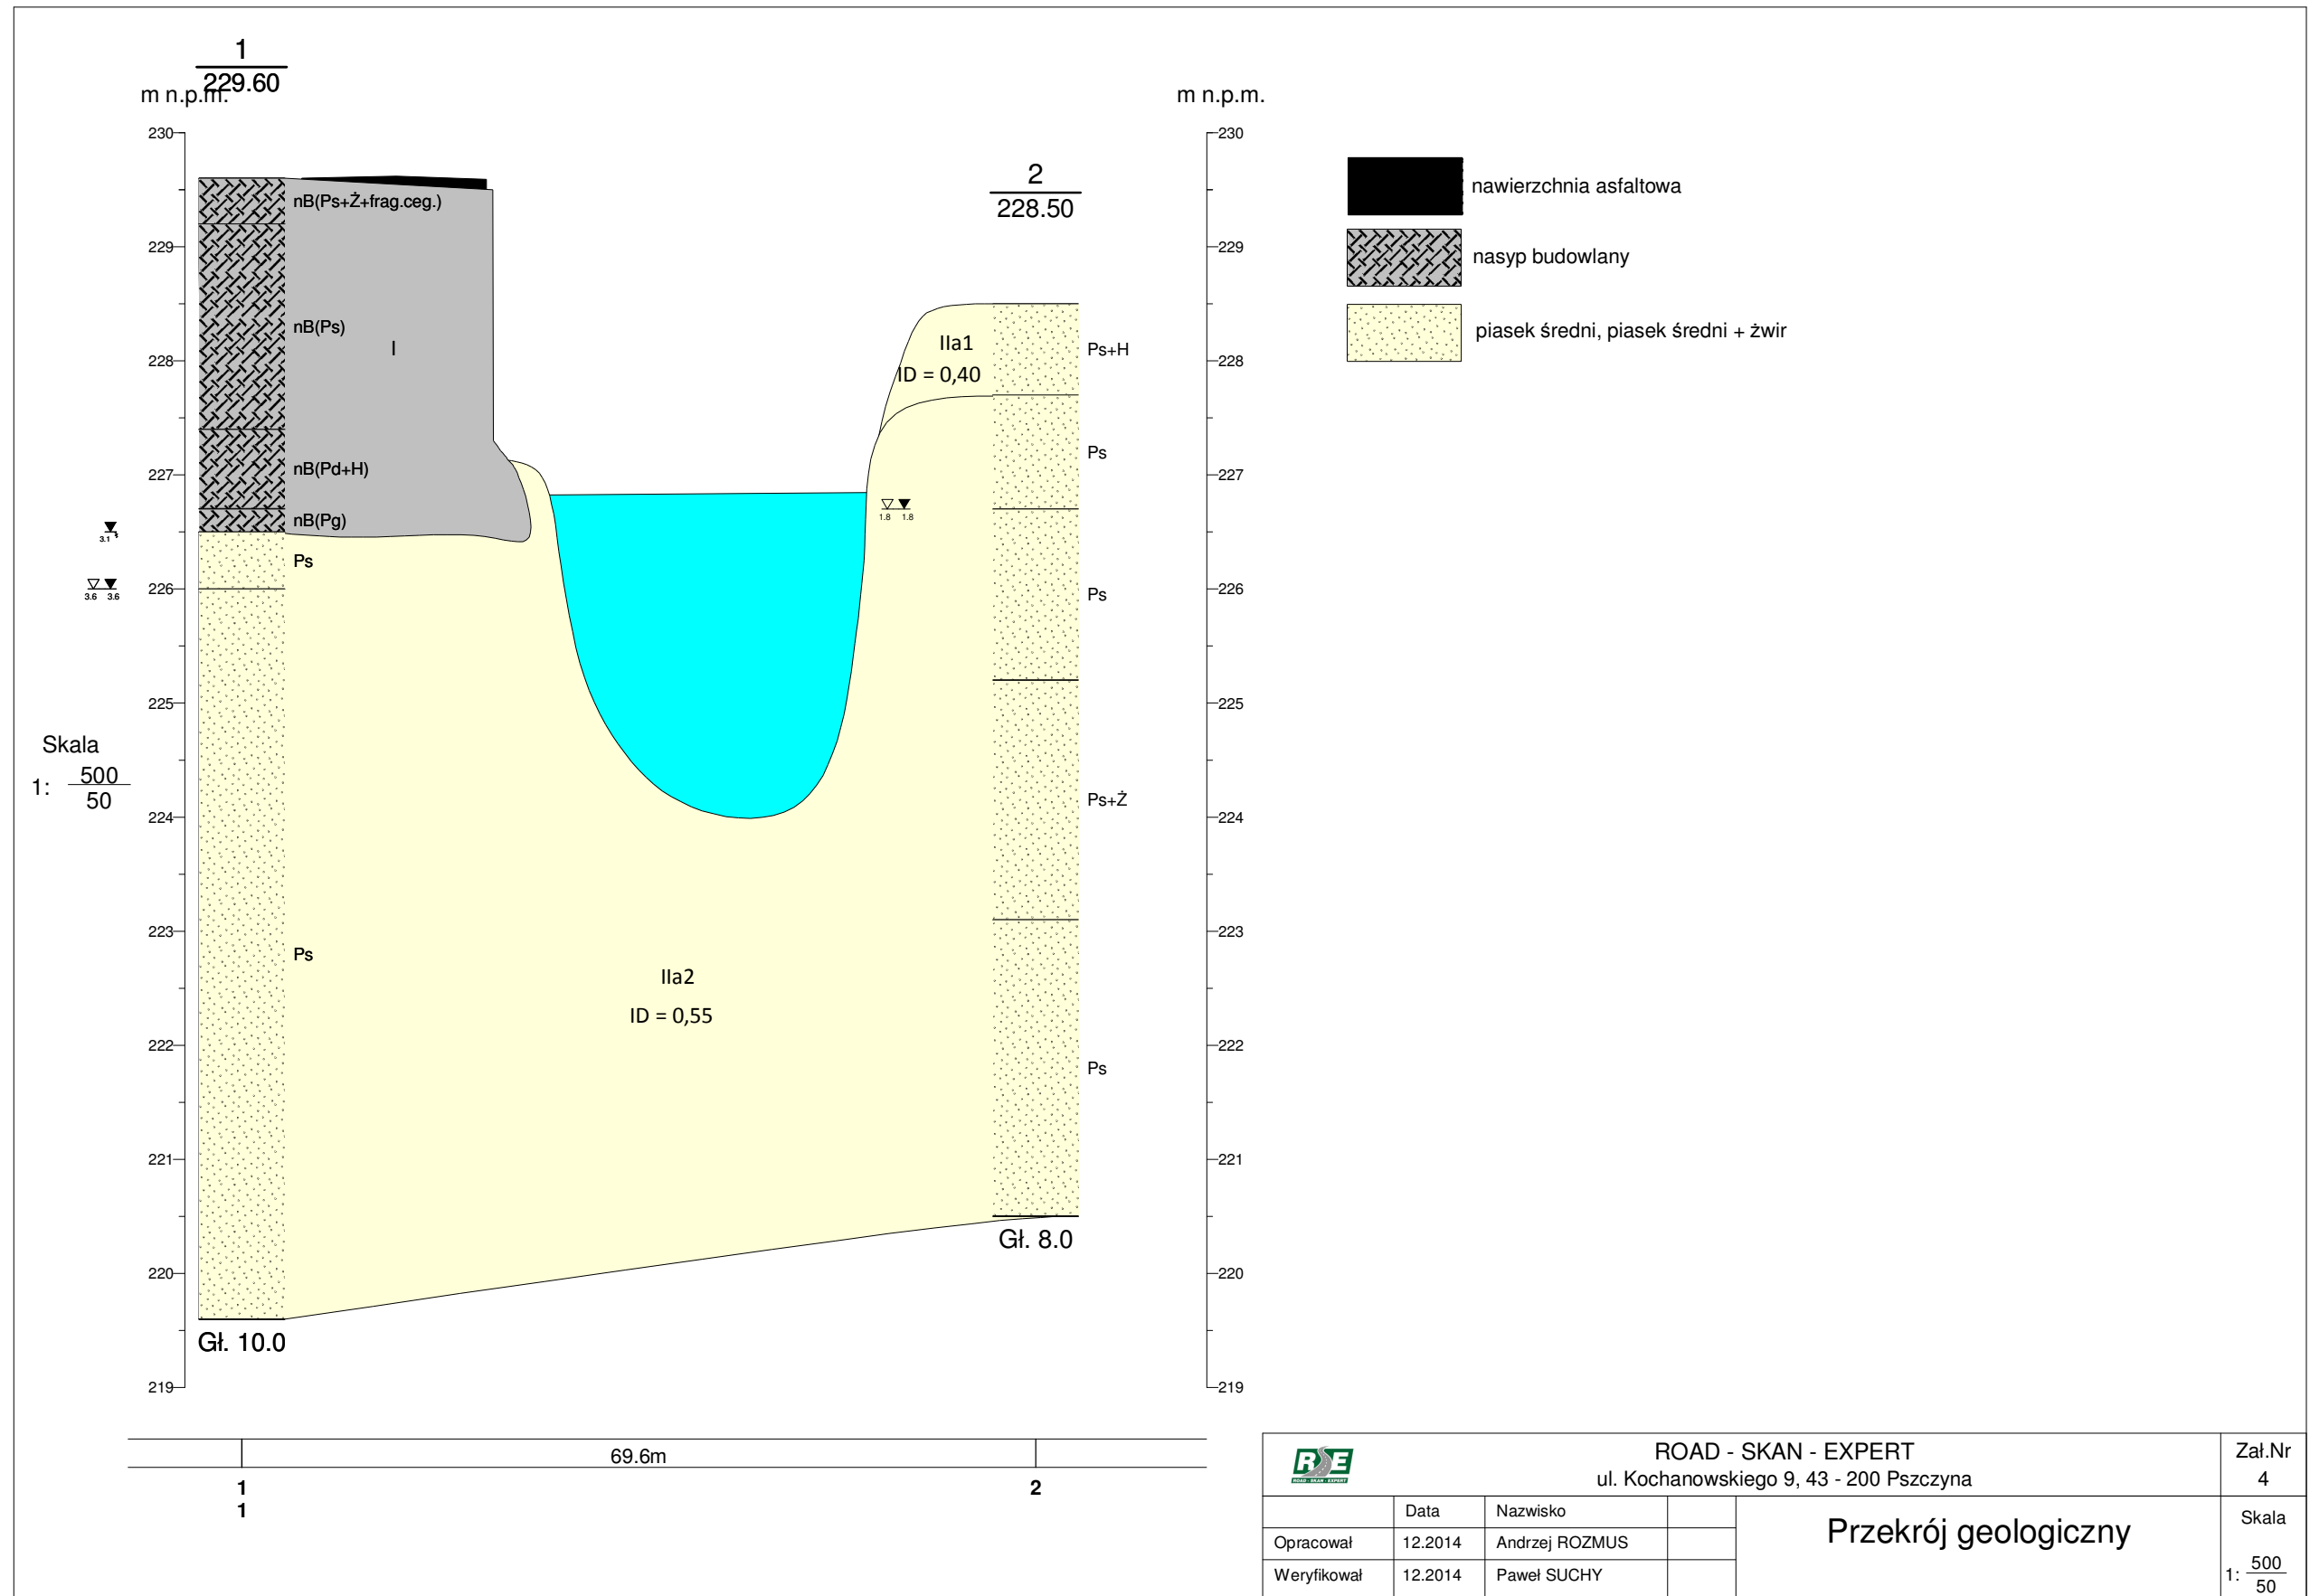 1
229.60
m n.p.m.
m n.p.m.
230
230
nawierzchnia asfaltowa
2
228.50
nB(Ps+Ż+frag.ceg.)
229
229
nasyp budowlany
nB(Ps)
I
IIa1
piasek średni, piasek średni + żwir
228
ID = 0,40
Ps+H
228
nB(Pd+H)
227
Ps
227
1.8 1.8
nB(Pg)
3.1
Ps
3.6 3.6
226
Ps
226
225
225
Skala
1: 500
50
Ps+Ż
224
224
223
223
Ps
IIa2
ID = 0,55
222
222
Ps
221
221
Gł. 8.0
220
220
Gł. 10.0
219
219
69.6m
1
2
1
RSE
ROAD - SKAN - EXPERT
ROAD - SKAN - EXPERT
ul. Kochanowskiego 9, 43 - 200 Pszczyna
Zał.Nr
4
Data Nazwisko
Opracował 12.2014 Andrzej ROZMUS
Weryfikował 12.2014 Paweł SUCHY
Przekrój geologiczny
Skala
1: 500
50